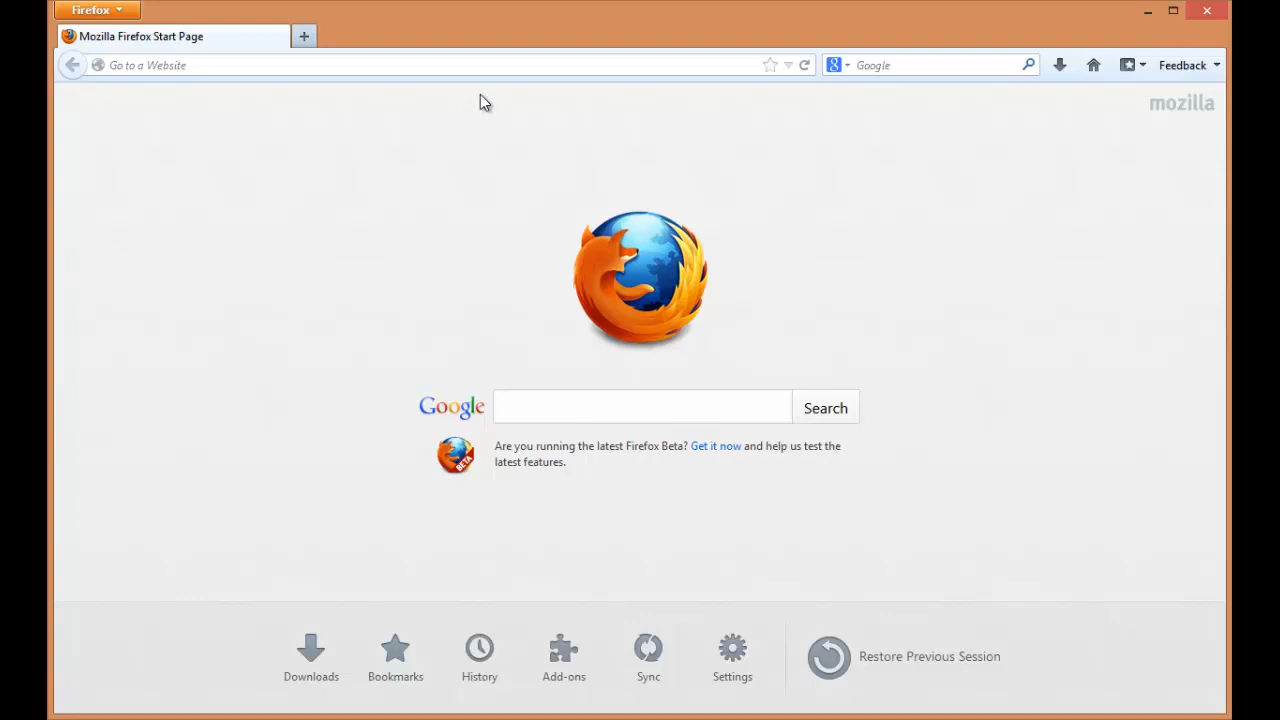 Firefox
Mozilla Firefox Start Page
Go to a Website
Google
Feedback
mozilla
Google
Search
Are you running the latest Firefox Beta? Get it now and help us test the
latest features.
BETA
Downloads
Bookmarks
History
Add-ons
Sync
Settings
Restore Previous Session